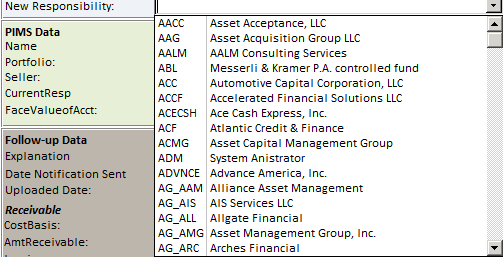 New Responsibility:
PIMS Data
Name
Portfolio:
Seller:
CurrentResp
FaceValueofAcct:
Follow-up Data
Explanation
Date Notification Sent
Uploaded Date:
Receivable
CostBasis:
AmtReceivable:
AACC Asset Acceptance, LLC
AAG Asset Acquisition Group LLC
AALM AALM Consulting Services
ABL Messerli & Kramer P.A. controlled fund
ACC Automotive Capital Corporation, LLC
ACCF Accelerated Financial Solutions LLC
ACECSH Ace Cash Express, Inc.
ACF Atlantic Credit & Finance
ACMG Asset Capital Management Group
ADM System Anistrator
ADVNCE Advance America, Inc.
AG_AAM Alliance Asset Management
AG_AIS AIS Services LLC
AG_ALL Allgate Financial
AG_AMG Asset Management Group, Inc.
AG_ARC Arches Financial